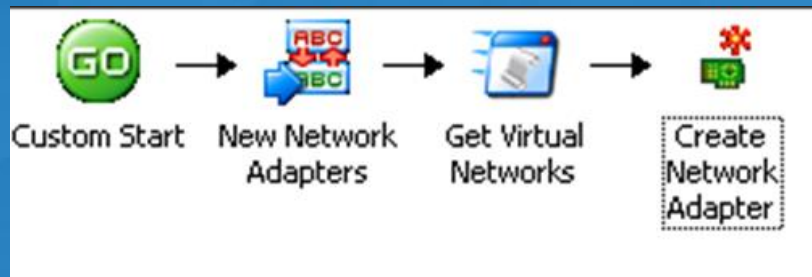 GO
ABC
ABC
Custom Start
New Network
Adapters
Get Virtual
Networks
Create
Network
Adapter